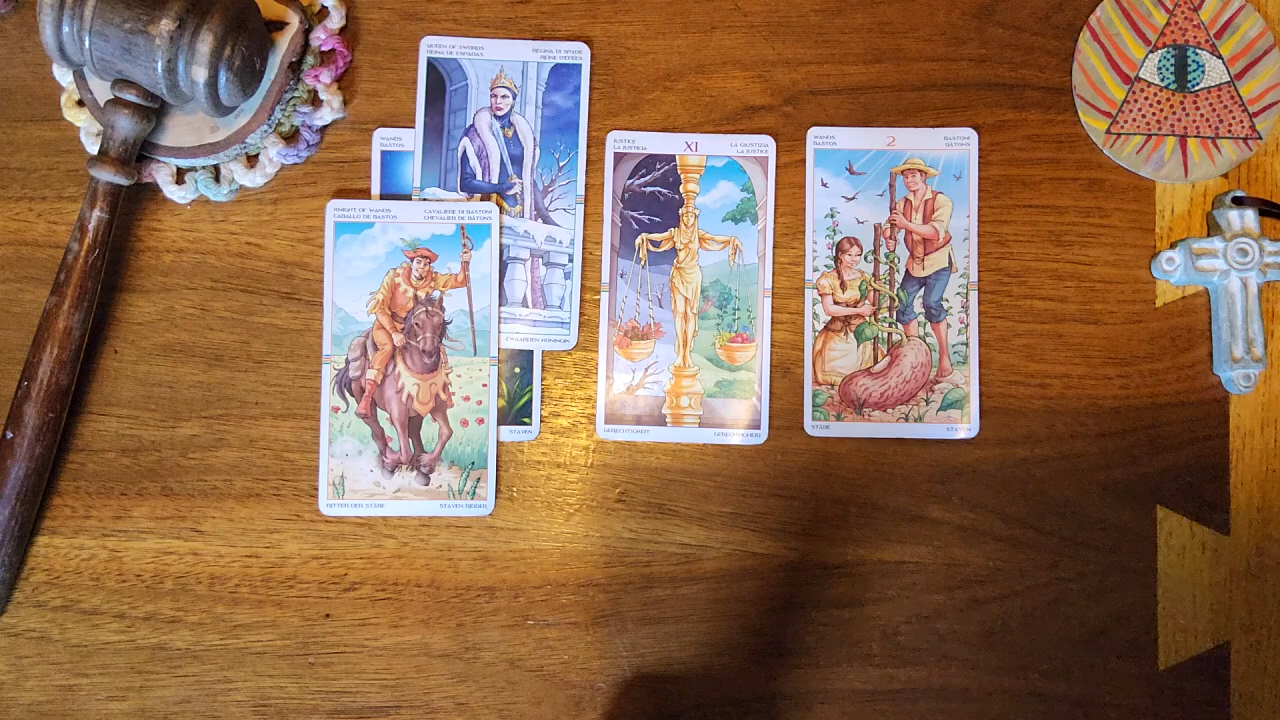 QUEEN OF SWORDS
REINA DE ESPADAS
REGINA DI SPADE
REINE D'ÉPÉES
ZWAARDEN KONINGIN
WANDS
BASTOS
STAVEN
KNIGHT OF WANDS
CABALLO DE BASTOS
CAVALIERE DI BASTONI
CHEVALIER DE BÂTONS
RITTER DER STÄBE
STAVEN RIDDER
JUSTICE
LA JUSTICIA
XI
LA GIUSTIZIA
LA JUSTICE
GERECHTIGKEIT
GERECHTIGHEID
WANDS
BASTOS
2
BASTONI
BÂTONS
STÄBE
STAVEN